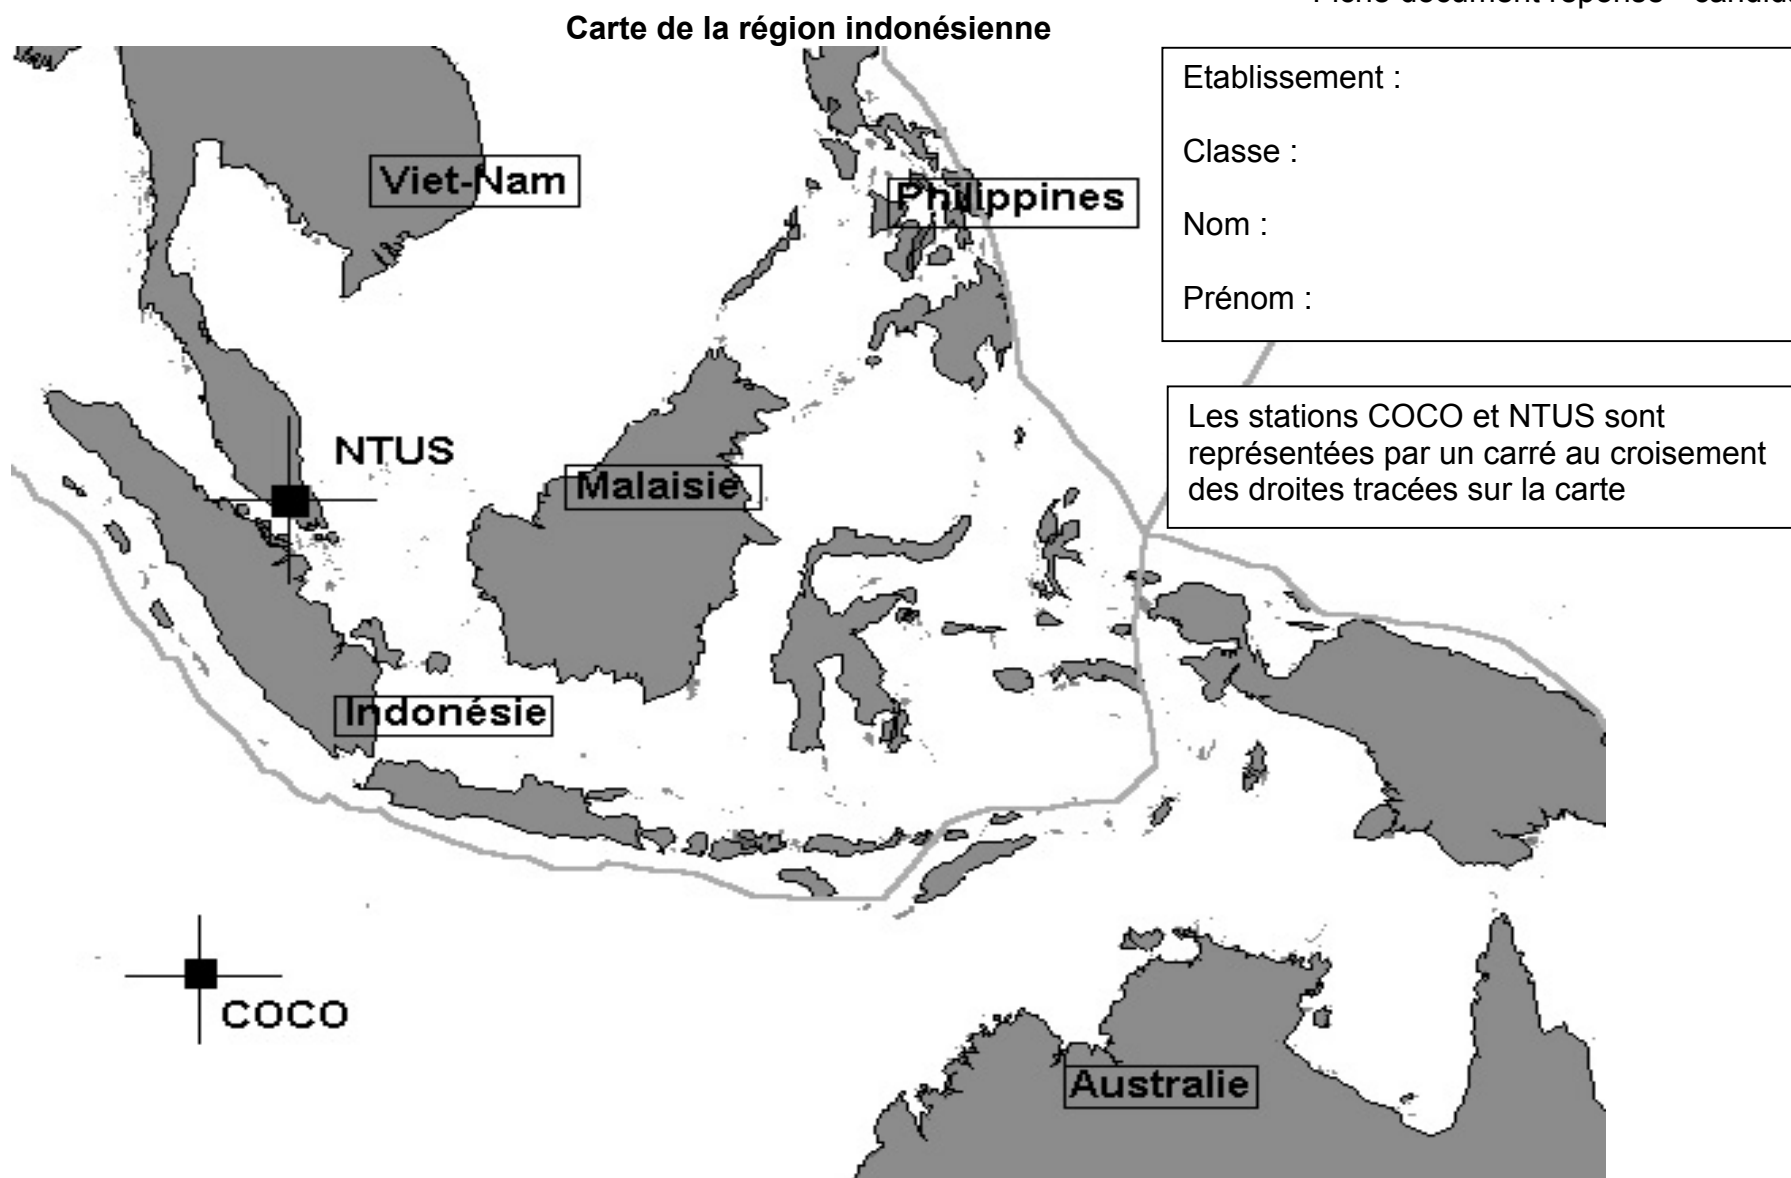 Carte de la région indonésienne
Etablissement :
Classe :
Nom :
Prénom :
Viet-Nam
Philippines
Les stations COCO et NTUS sont
représentées par un carré au croisement
des droites tracées sur la carte
NTUS
Malaisie
Indonésie
COCO
Australie